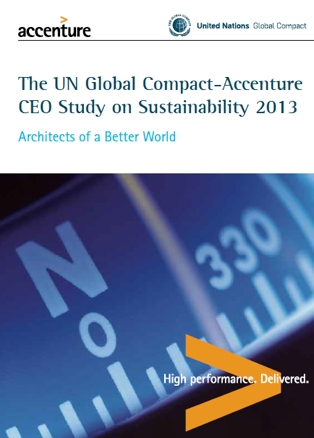 accenture
United Nations Global Compact
The UN Global Compact-Accenture
CEO Study on Sustainability 2013
Architects of a Better World
N
0
330
High performance. Delivered.